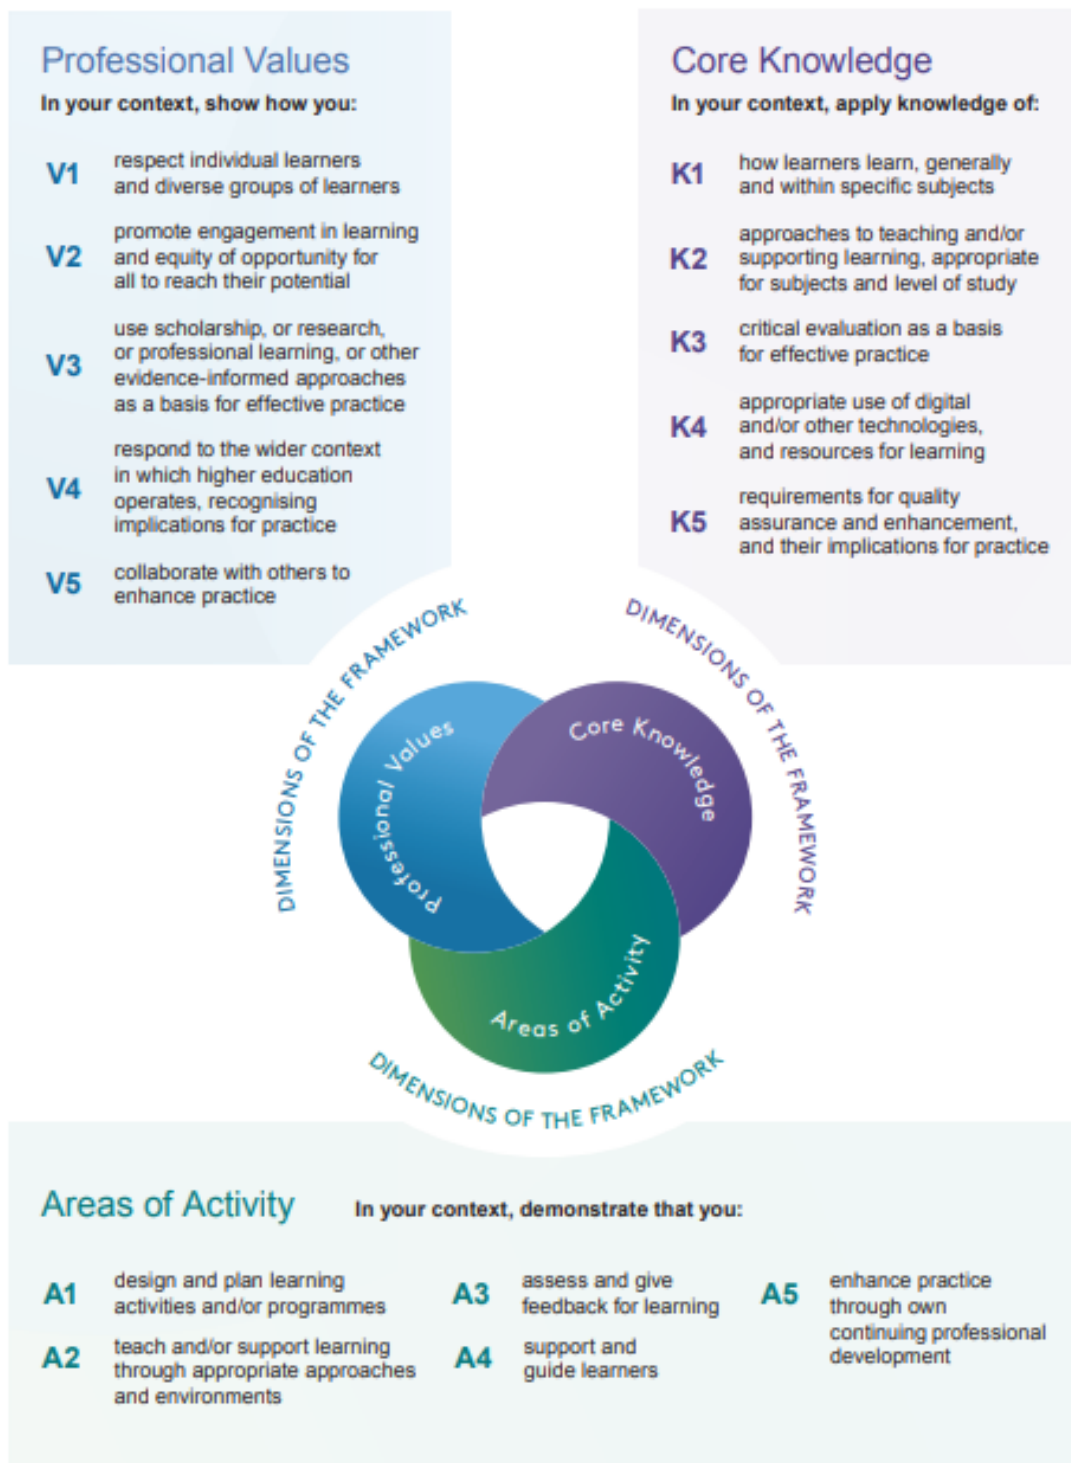 Professional Values
In your context, show how you:
V1
respect individual learners
and diverse groups of learners
V2
promote engagement in learning
and equity of opportunity for
all to reach their potential
V3
use scholarship, or research,
or professional learning, or other
evidence-informed approaches
as a basis for effective practice
V4
respond to the wider context
in which higher education
operates, recognising
implications for practice
V5
collaborate with others to
enhance practice
Core Knowledge
In your context, apply knowledge of:
K1
how learners learn, generally
and within specific subjects
K2
approaches to teaching and/or
supporting learning, appropriate
for subjects and level of study
K3
critical evaluation as a basis
for effective practice
K4
appropriate use of digital
and/or other technologies,
and resources for learning
K5
requirements for quality
assurance and enhancement,
and their implications for practice
DIMENSIONS OF THE FRAMEWORK
DIMENSIONS OF THE FRAMEWORK
Professional Values
Core Knowledge
Areas of Activity
DIMENSIONS OF THE FRAMEWORK
Areas of Activity
In your context, demonstrate that you:
A1
design and plan learning
activities and/or programmes
A2
teach and/or support learning
through appropriate approaches
and environments
A3
assess and give
feedback for learning
A4
support and
guide learners
A5
enhance practice
through own
continuing professional
development